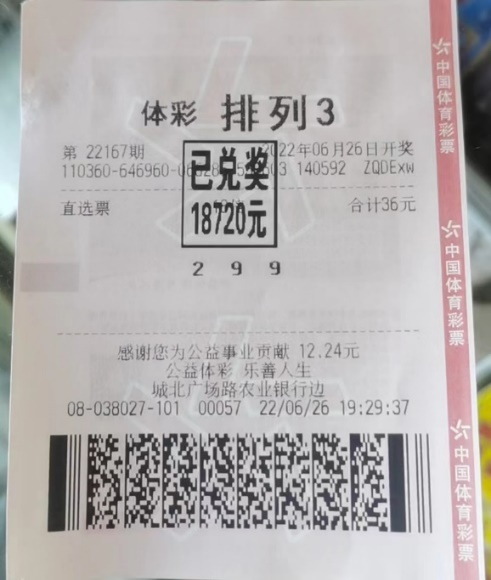 体彩 排列3
第 22167期 2022年06月26日开奖
110360-646960-0 603 140592 ZQDExw
已兑奖
直选票 合计36元
18720元
2 9 9
感谢您为公益事业贡献 12.24元
公益体彩 乐善人生
城北广场路农业银行边
08-038027-101 00057 22/06/26 19:29:37
中国体育彩票
中国体育彩票
中国体育彩票